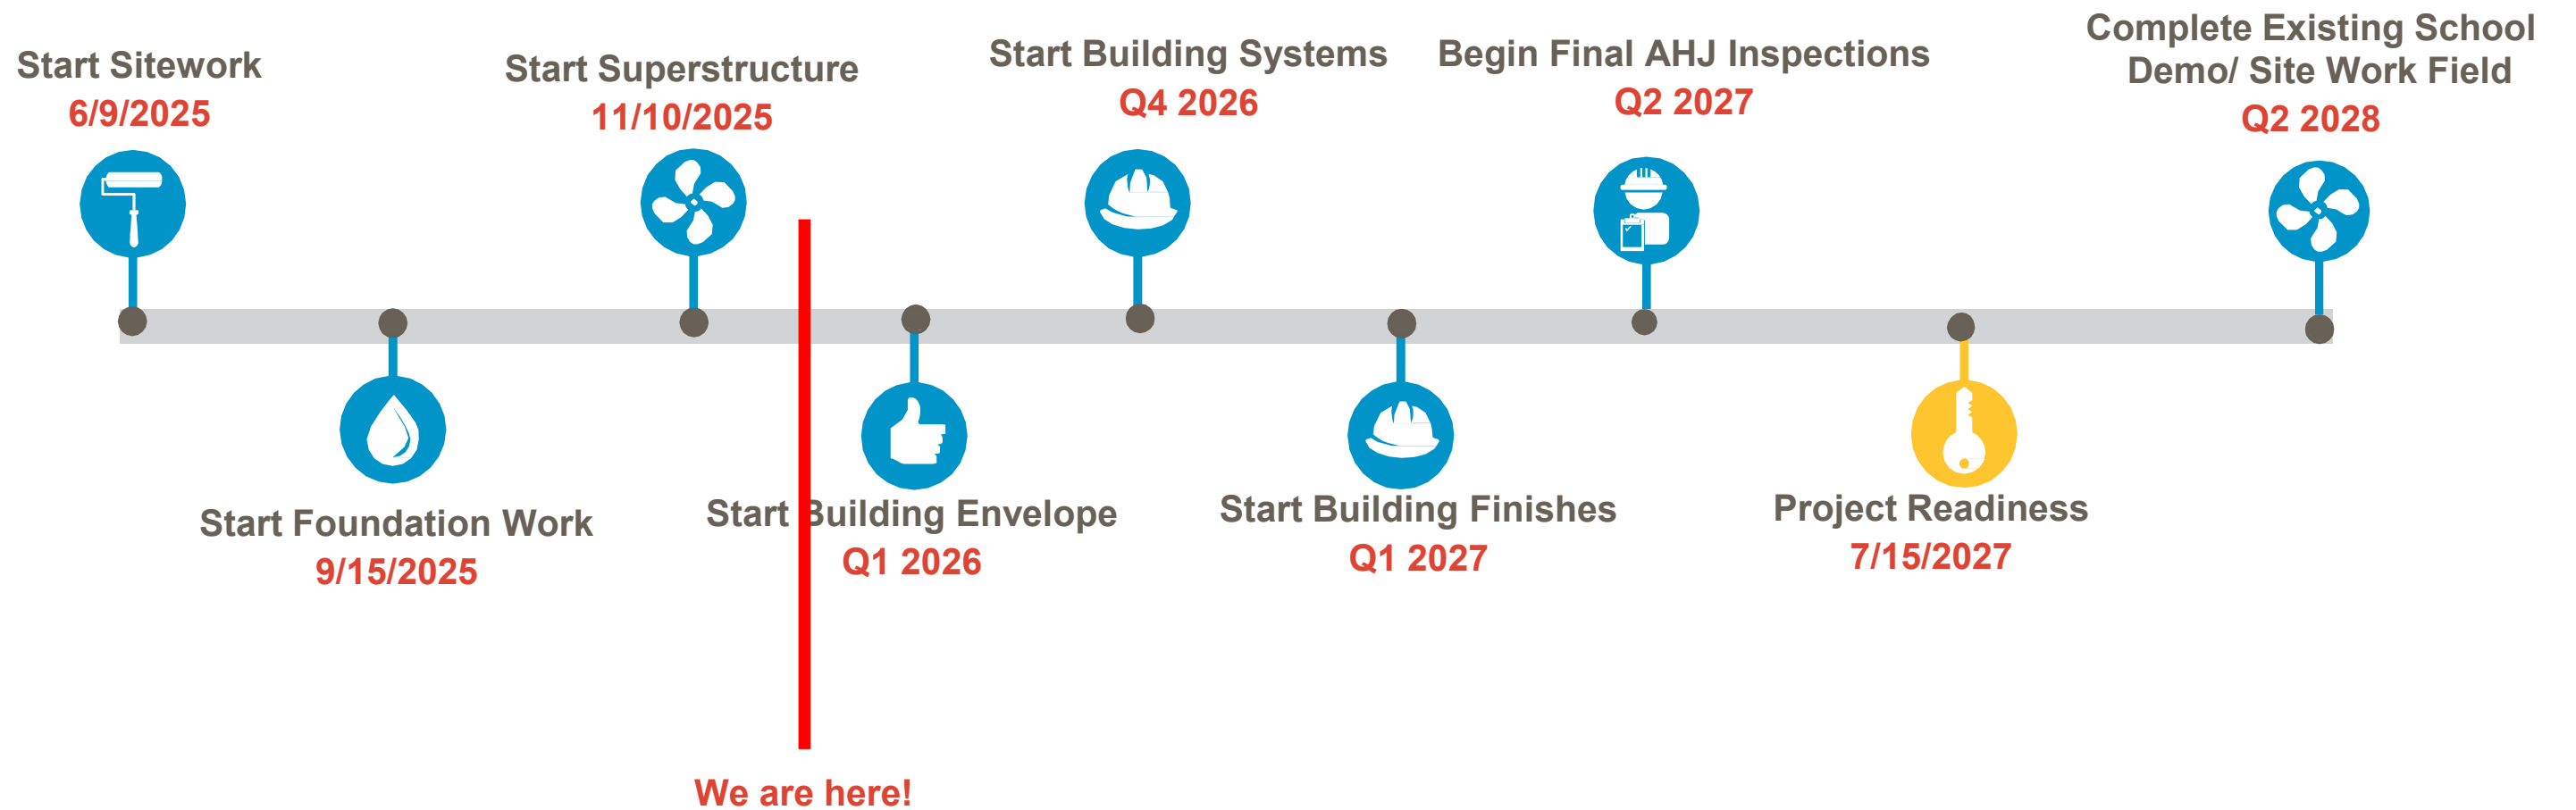 Start Sitework
6/9/2025
Start Foundation Work
9/15/2025
Start Superstructure
11/10/2025
We are here!
Start Building Envelope
Q1 2026
Start Building Systems
Q4 2026
Start Building Finishes
Q1 2027
Begin Final AHJ Inspections
Q2 2027
Project Readiness
7/15/2027
Complete Existing School
Demo/ Site Work Field
Q2 2028